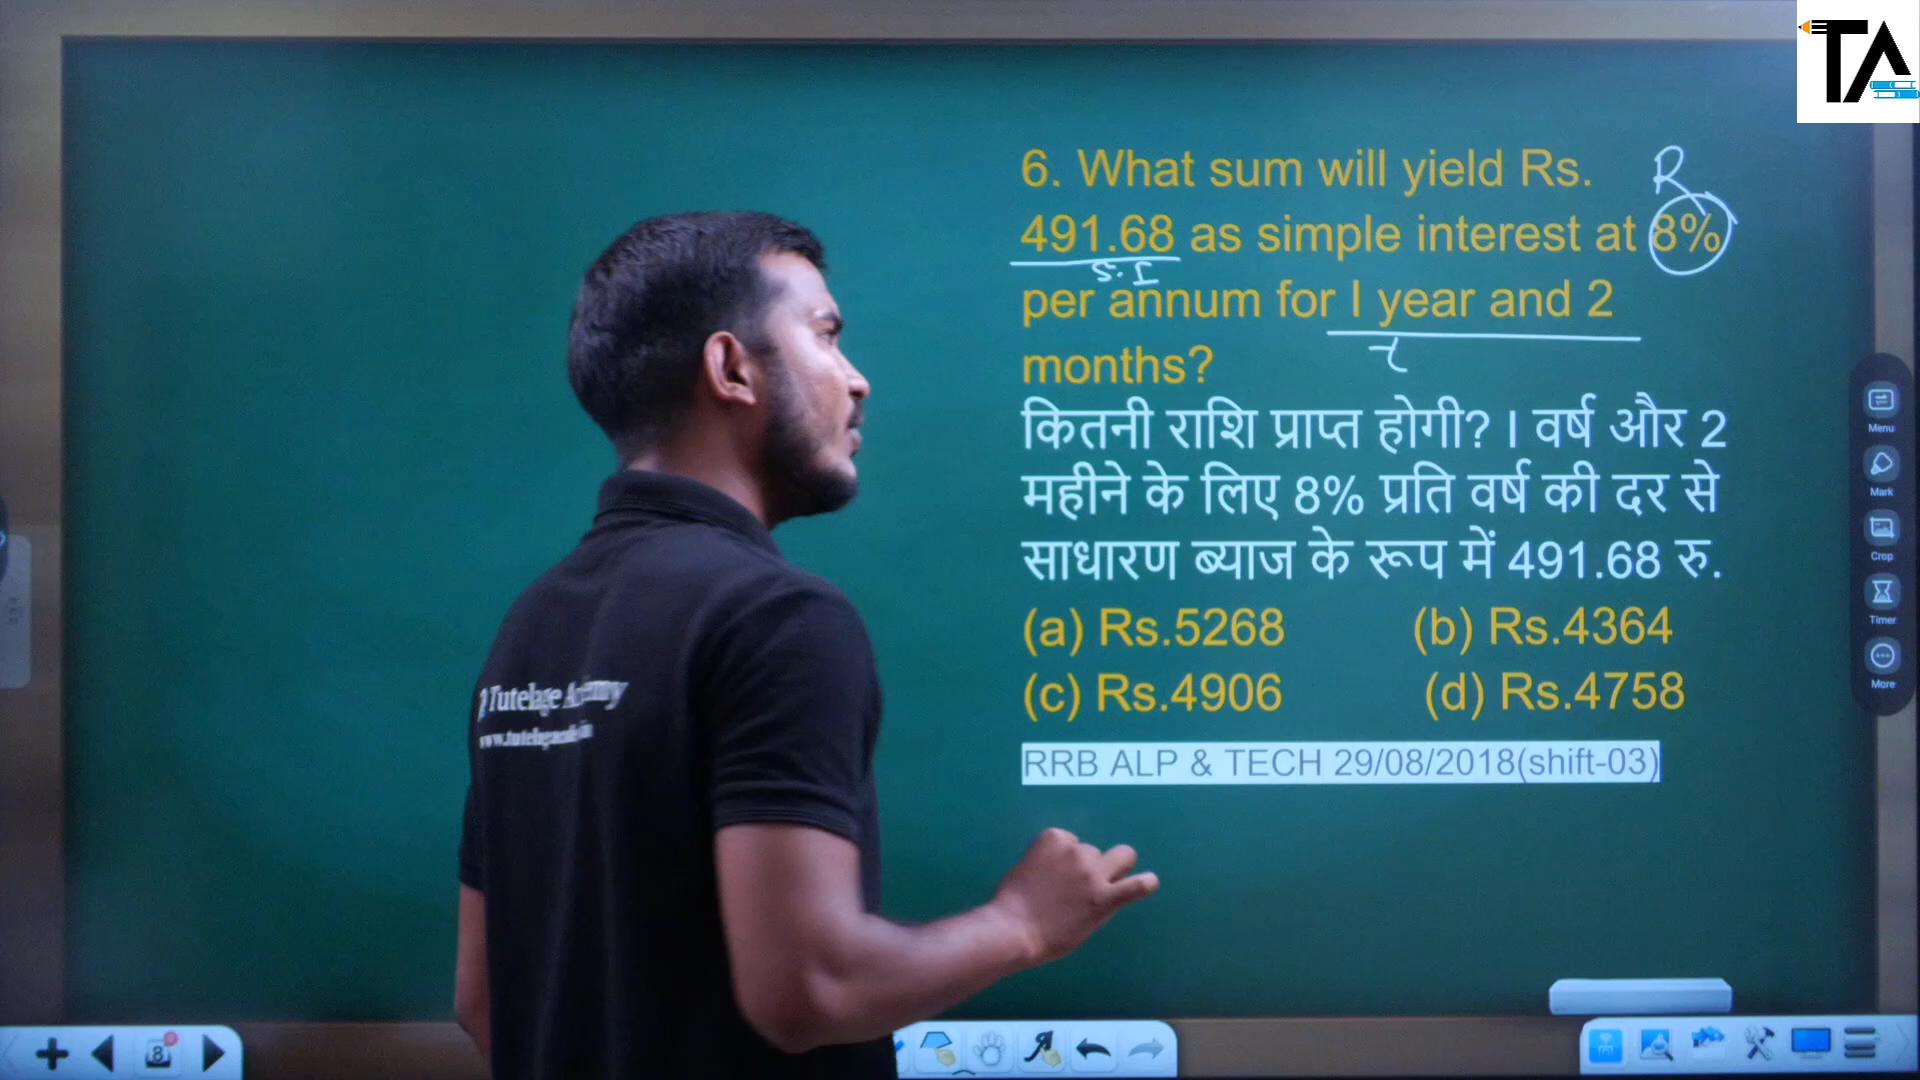 TA
6. What sum will yield Rs.
R
491.68 as simple interest at 8%
S.I
per annum for I year and 2
t
months?
कितनी राशि प्राप्त होगी? I वर्ष और 2
महीने के लिए 8% प्रति वर्ष की दर से
साधारण ब्याज के रूप में 491.68 रु.
(a) Rs.5268 (b) Rs.4364
(c) Rs.4906 (d) Rs.4758
RRB ALP & TECH 29/08/2018(shift-03)
Tutelage
Menu
Mark
Crop
Timer
More
8